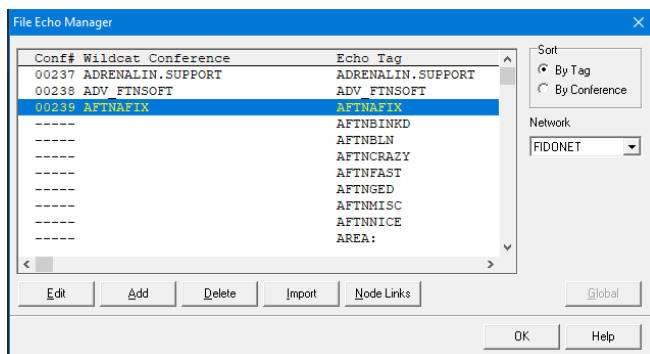 File Echo Manager
Conf# Wildcat Conference Echo Tag
00237 ADRENALIN.SUPPORT ADRENALIN.SUPPORT
00238 ADV_FTNSOFT ADV_FTNSOFT
00239 AFTNAFIX AFTNAFIX
----- AFTNBINKD
----- AFTNBLN
----- AFTNCRAZY
----- AFTNFAST
----- AFTNGED
----- AFTNMISC
----- AFTNNICE
----- AREA:
Sort
By Tag
By Conference
Network
FIDONET
Edit Add Delete Import Node Links Global
OK Help